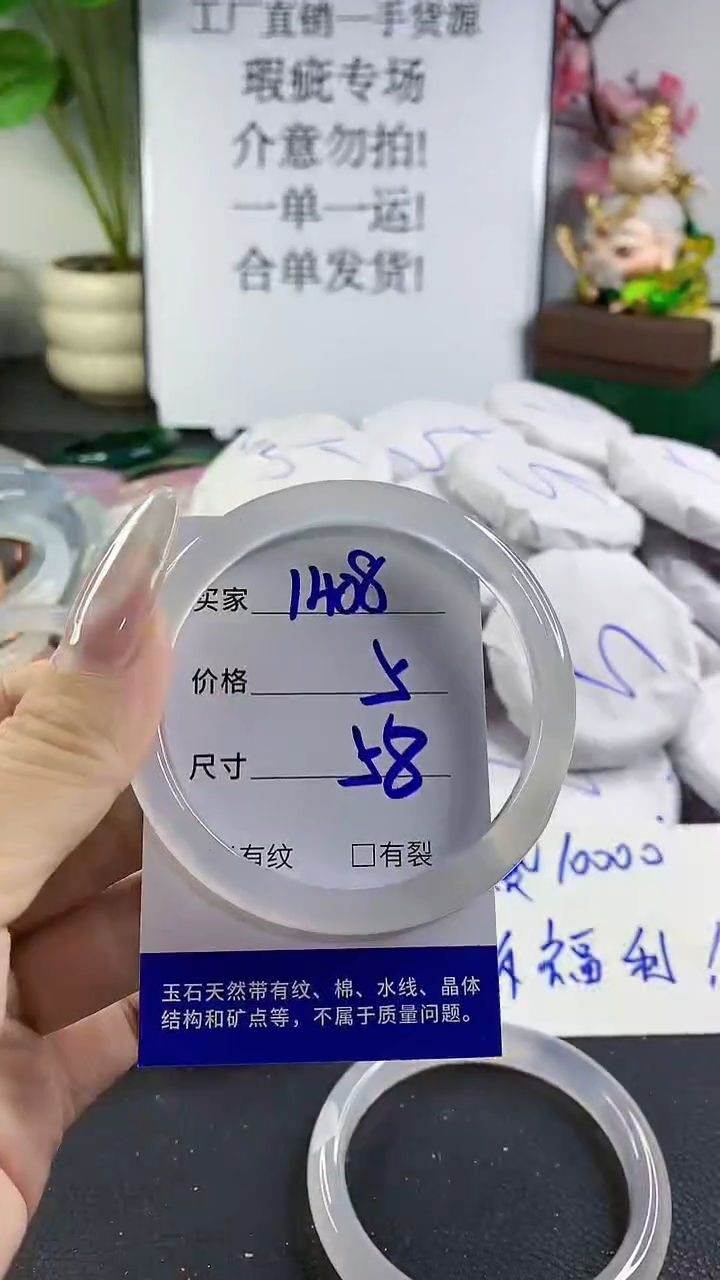 工厂直销一手货源
瑕疵专场
介意勿拍!
一单一运!
合单发货!
买家 1408
价格 5
尺寸 58
有纹 □有裂
玉石天然带有纹、棉、水线、晶体
结构和矿点等，不属于质量问题。
10000
福利!